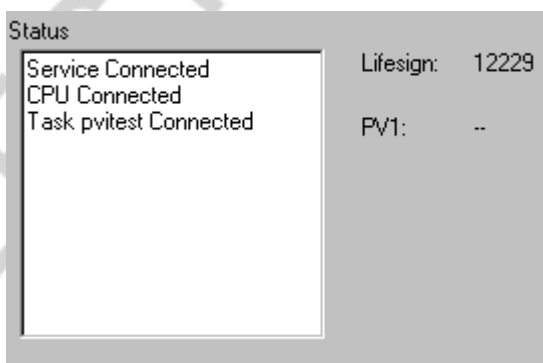 Status
Service Connected
CPU Connected
Task pvitest Connected
Lifesign: 12229
PV1: --